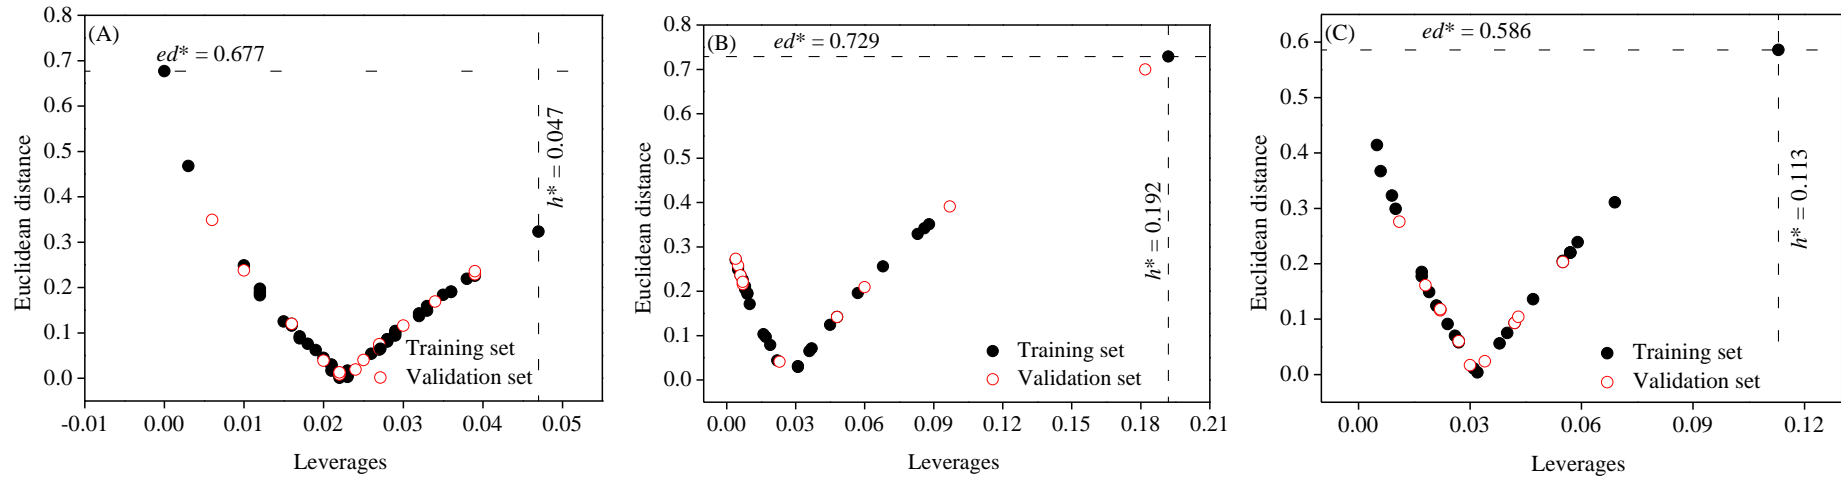 (A)
ed* = 0.677
h* = 0.047
Euclidean distance
0.8
0.7
0.6
0.5
0.4
0.3
0.2
0.1
0.0
Training set
Validation set
-0.01 0.00 0.01 0.02 0.03 0.04 0.05
Leverages
(B)
ed* = 0.729
h* = 0.192
Euclidean distance
0.8
0.7
0.6
0.5
0.4
0.3
0.2
0.1
0.0
Training set
Validation set
0.00 0.03 0.06 0.09 0.12 0.15 0.18 0.21
Leverages
(C)
ed* = 0.586
h* = 0.113
Euclidean distance
0.6
0.5
0.4
0.3
0.2
0.1
0.0
Training set
Validation set
0.00 0.03 0.06 0.09 0.12
Leverages